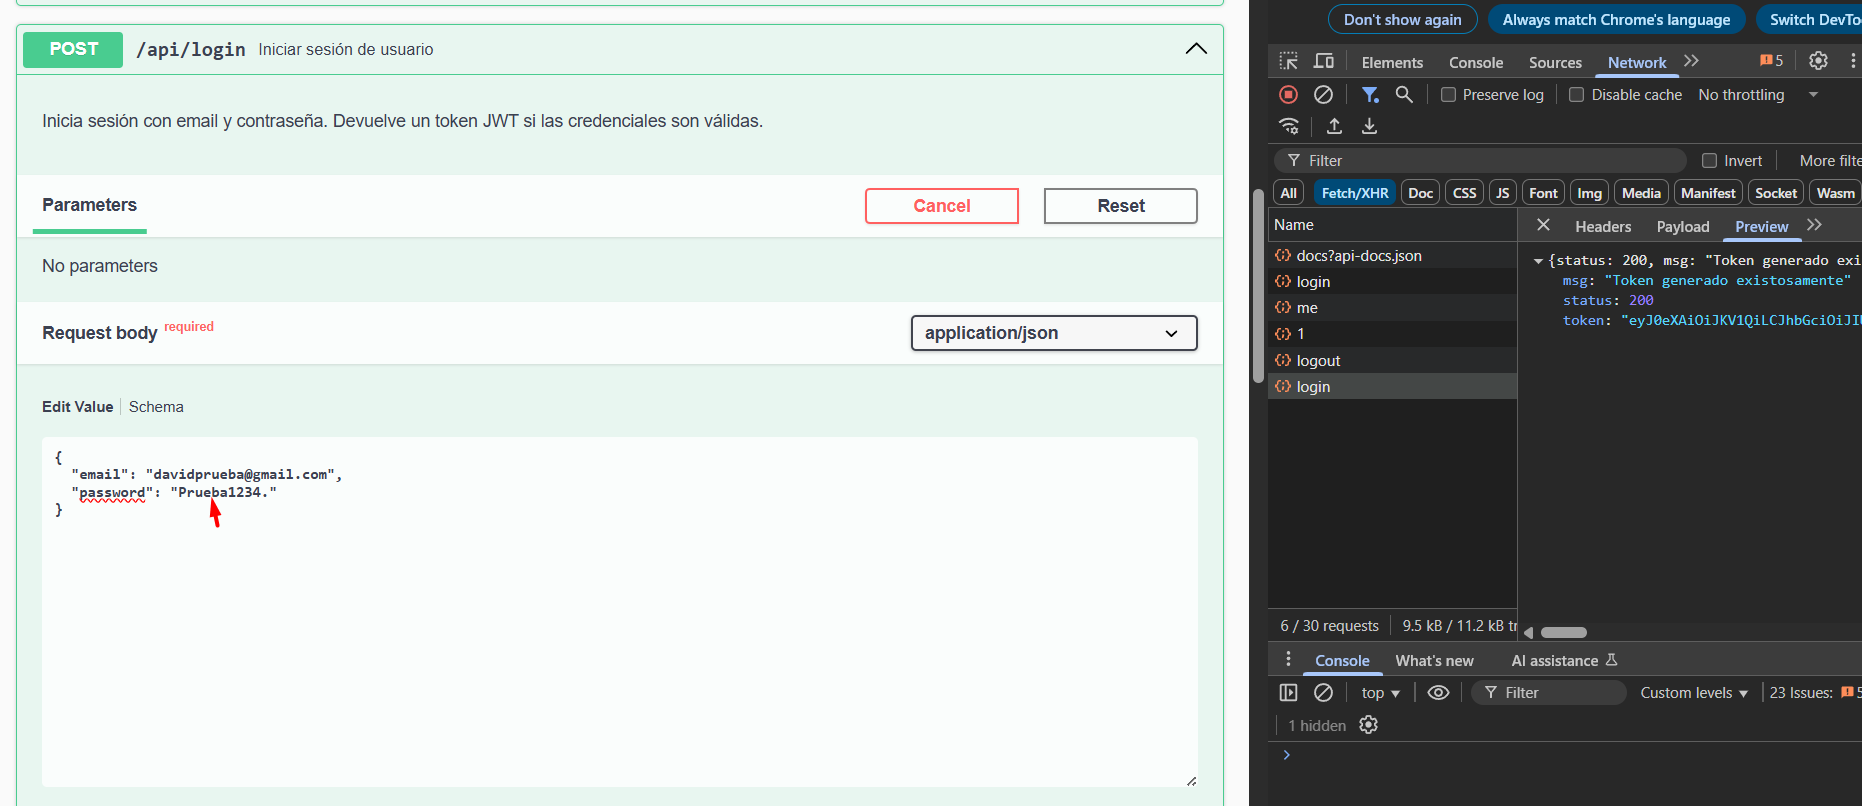 POST /api/login Iniciar sesión de usuario
Inicia sesión con email y contraseña. Devuelve un token JWT si las credenciales son válidas.
Parameters
Cancel
Reset
No parameters
Request body required
application/json
Edit Value
Schema
{
"email": "davidprueba@gmail.com",
"password": "Prueba1234."
}
Don't show again
Always match Chrome's language
Switch DevToo
Elements
Console
Sources
Network
5
Preserve log
Disable cache
No throttling
Filter
Invert
More filte
All
Fetch/XHR
Doc
CSS
JS
Font
Img
Media
Manifest
Socket
Wasm
Name
docs?api-docs.json
login
me
1
logout
login
Headers
Payload
Preview
{status: 200, msg: "Token generado exi
msg: "Token generado existosamente"
status: 200
token: "eyJ0eXAiOiJKV1QiLCJhbGciOiJIU
6 / 30 requests
9.5 kB / 11.2 kB tr
Console
What's new
AI assistance
top
Filter
Custom levels
23 Issues:
5
1 hidden